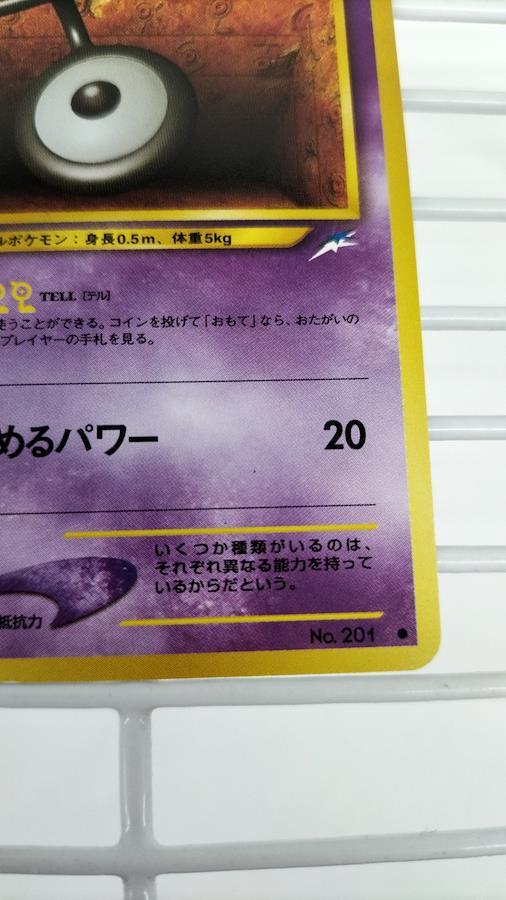 ルポケモン：身長0.5m、体重5kg
TELL [テル]
使うことができる。コインを投げて「おもて」なら、おたがいの
プレイヤーの手札を見る。
めるパワー 20
いくつか種類がいるのは、
それぞれ異なる能力を持って
いるからだという。
抵抗力
No. 201 ●